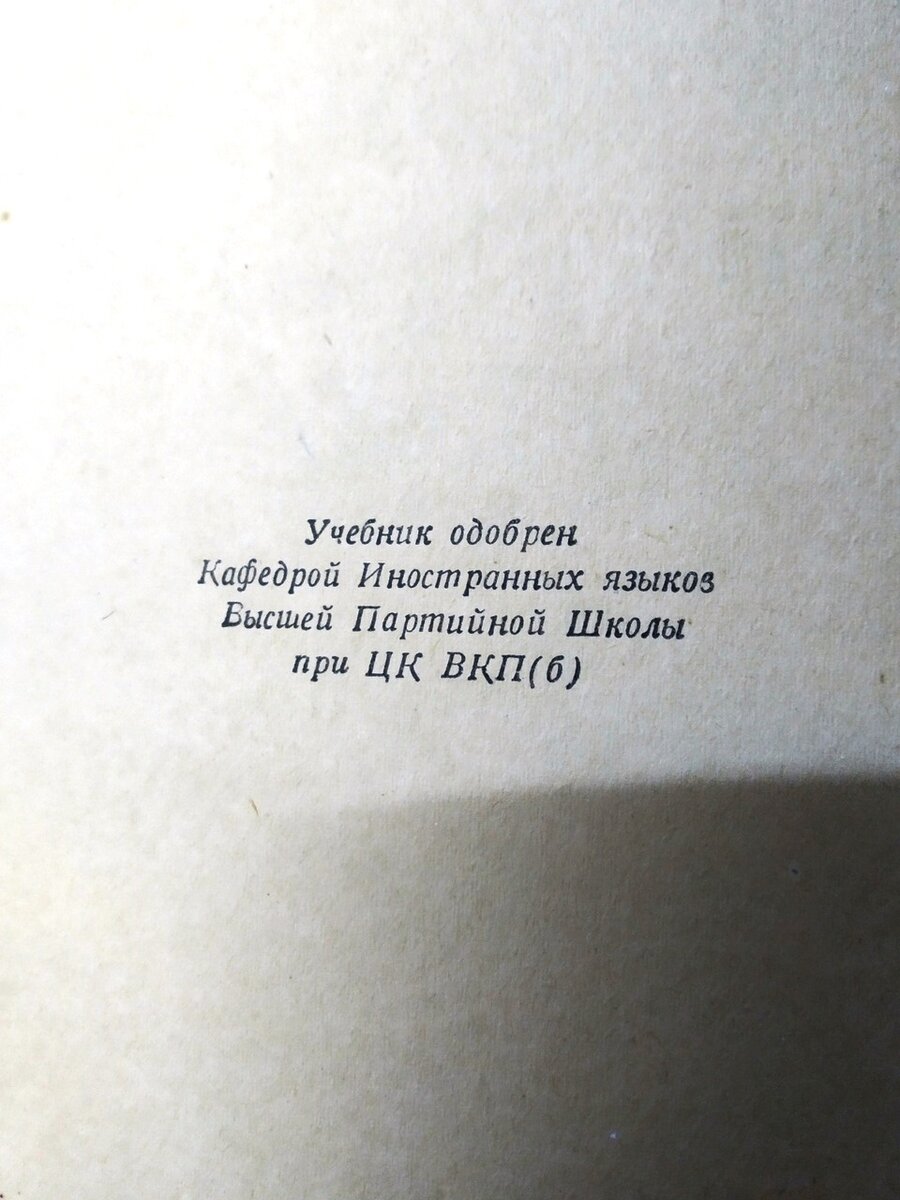 Учебник одобрен
Кафедрой Иностранных языков
Высшей Партийной Школы
при ЦК ВКП(б)